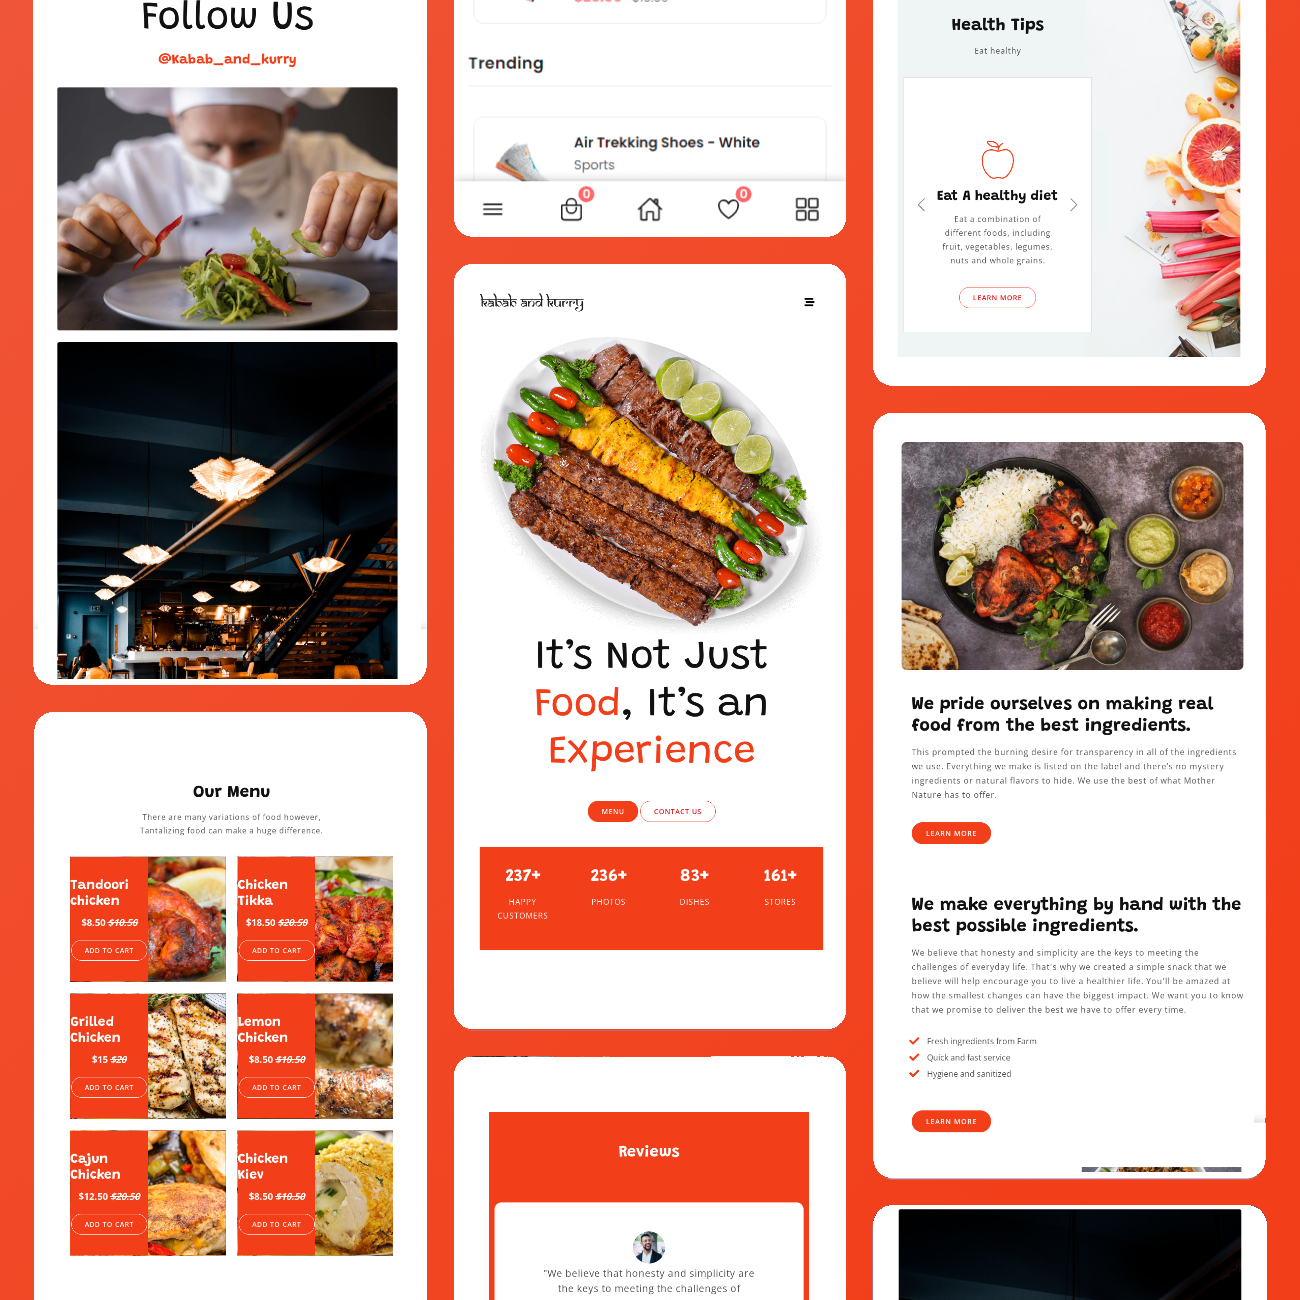 Follow Us
@Kabab_and_kurry
Our Menu
There are many variations of food however,
Tantalizing food can make a huge difference.
Tandoori
chicken
$8.50 $10.50
ADD TO CART
Chicken
Tikka
$18.50 $20.50
ADD TO CART
Grilled
Chicken
$15 $20
ADD TO CART
Lemon
Chicken
$8.50 $10.50
ADD TO CART
Cajun
Chicken
$12.50 $20.50
ADD TO CART
Chicken
Kiev
$8.50 $10.50
ADD TO CART
Trending
Air Trekking Shoes - White
Sports
0
0
kabab and kurry
It's Not Just
Food, It's an
Experience
MENU
CONTACT US
237+
HAPPY
CUSTOMERS
236+
PHOTOS
83+
DISHES
161+
STORES
Reviews
"We believe that honesty and simplicity are
the keys to meeting the challenges of
Health Tips
Eat healthy
Eat A healthy diet
Eat a combination of
different foods, including
fruit, vegetables, legumes,
nuts and whole grains.
LEARN MORE
We pride ourselves on making real
food from the best ingredients.
This prompted the burning desire for transparency in all of the ingredients
we use. Everything we make is listed on the label and there's no mystery
ingredients or natural flavors to hide. We use the best of what Mother
Nature has to offer.
LEARN MORE
We make everything by hand with the
best possible ingredients.
We believe that honesty and simplicity are the keys to meeting the
challenges of everyday life. That's why we created a simple snack that we
believe will help encourage you to live a healthier life. You'll be amazed at
how the smallest changes can have the biggest impact. We want you to know
that we promise to deliver the best we have to offer every time.
Fresh ingredients from Farm
Quick and fast service
Hygiene and sanitized
LEARN MORE